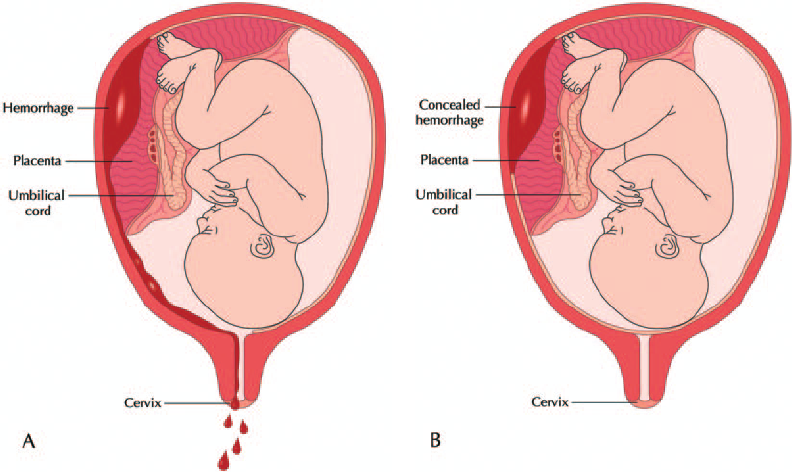 Hemorrhage
Placenta
Umbilical
cord
Cervix
A
Concealed
hemorrhage
Placenta
Umbilical
cord
Cervix
B